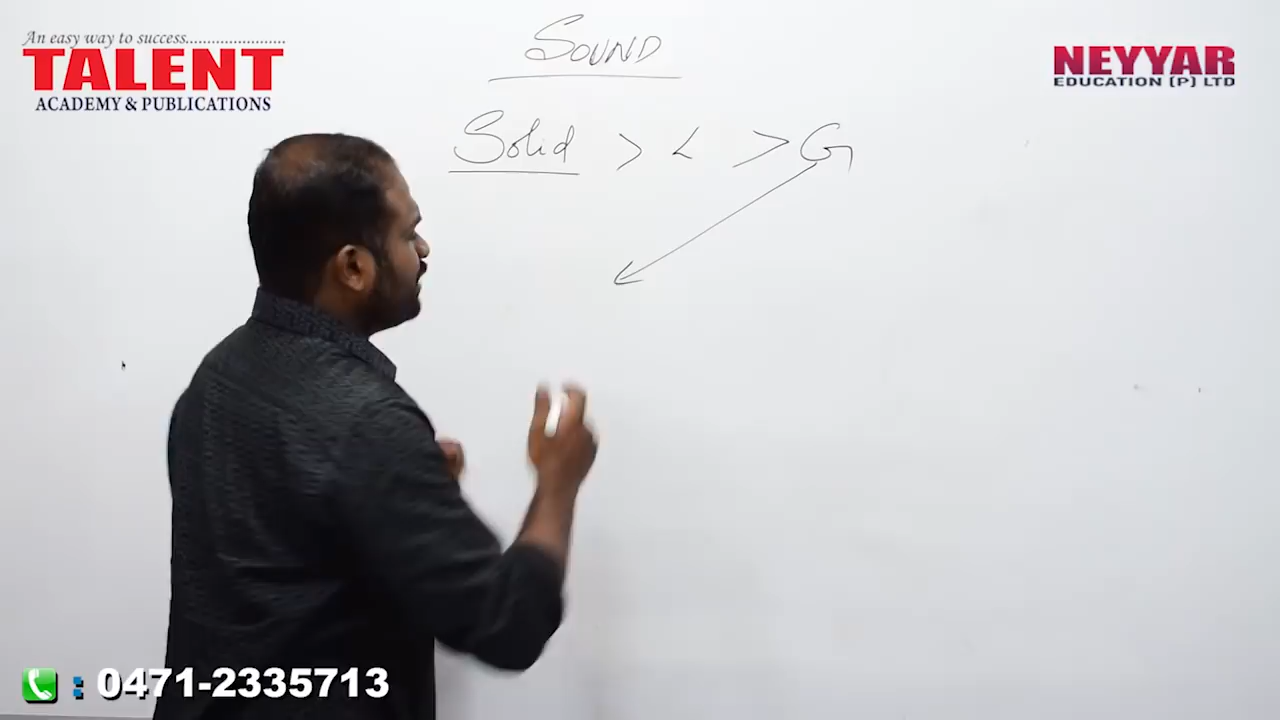 An easy way to success........................
TALENT
ACADEMY & PUBLICATIONS
NEYYAR
EDUCATION (P) LTD
SOUND
Solid > L > G
: 0471-2335713